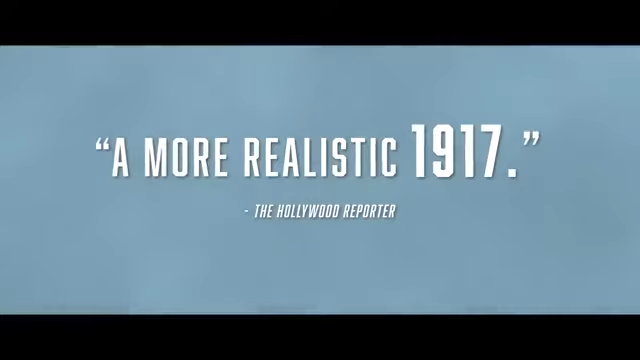 “A MORE REALISTIC 1917.”
- THE HOLLYWOOD REPORTER